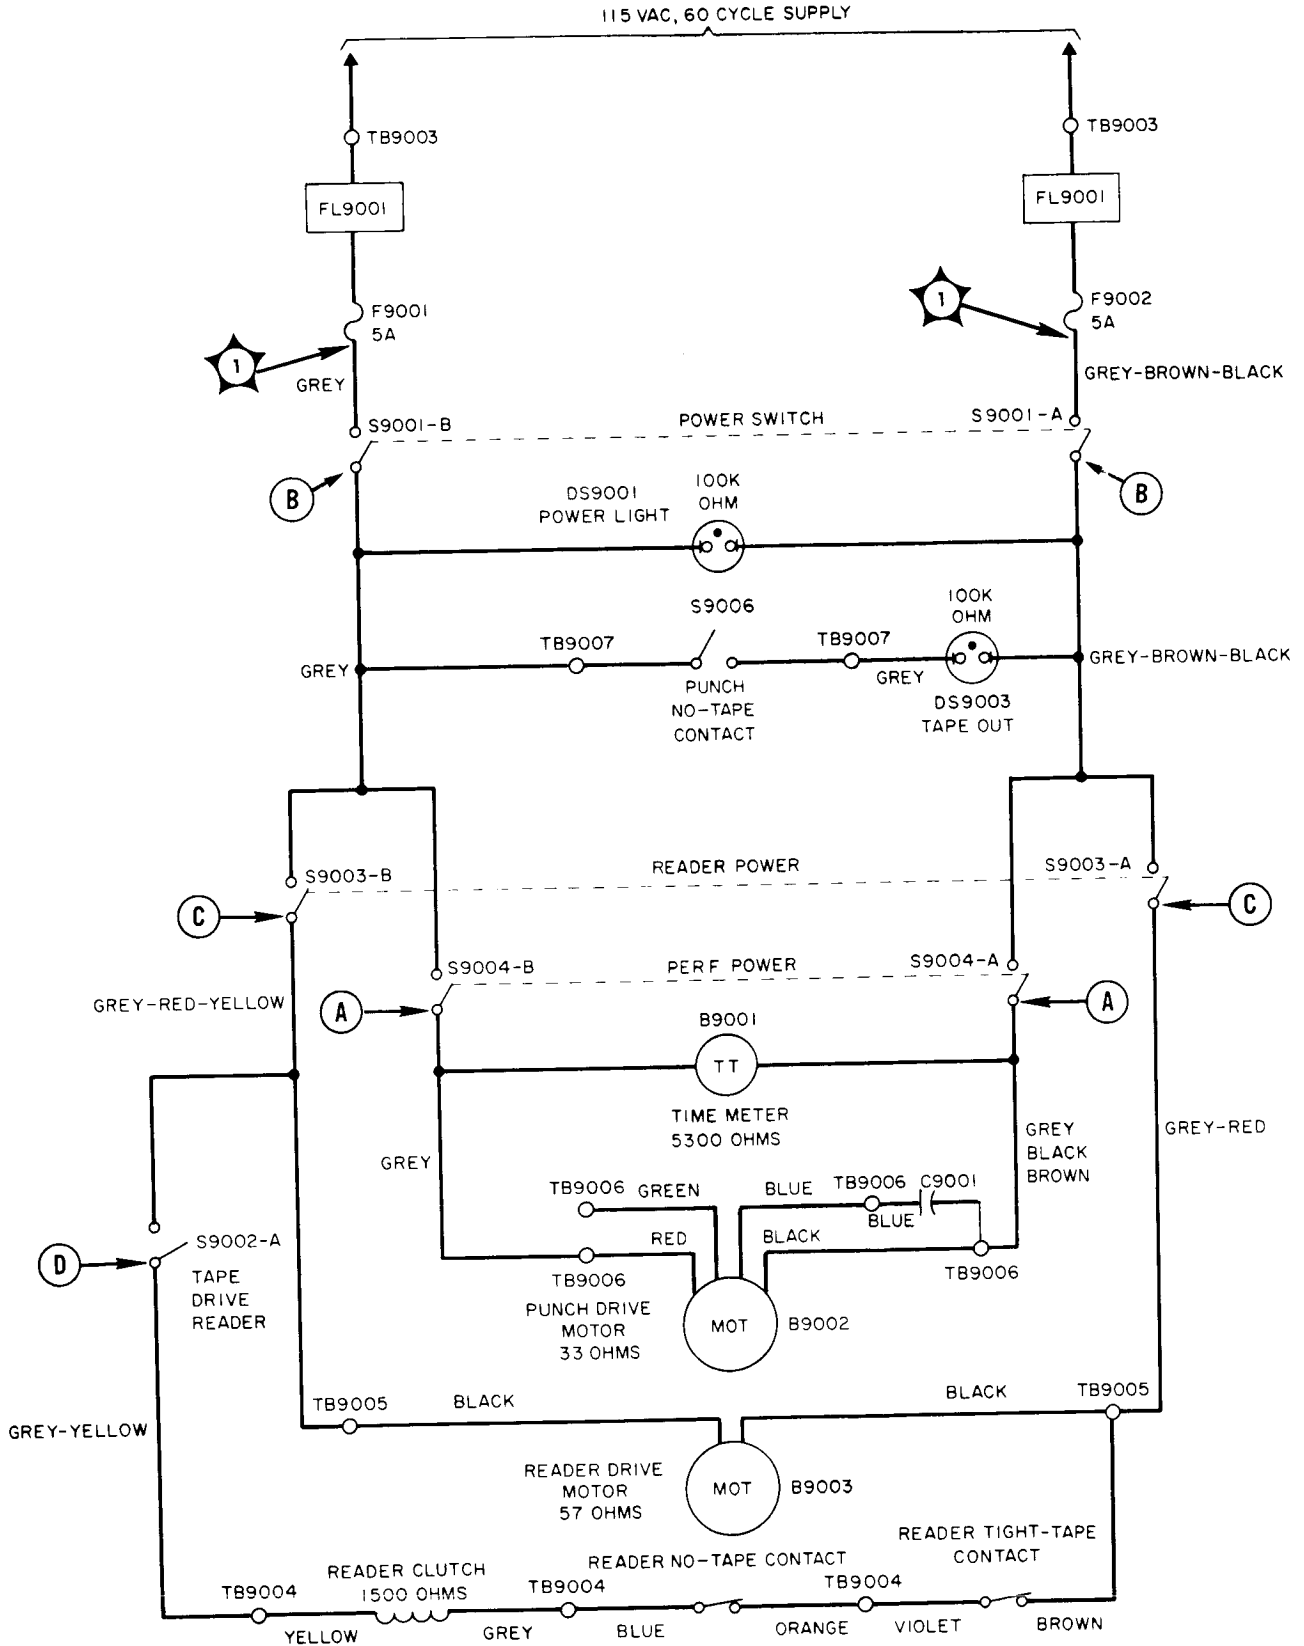 115 VAC, 60 CYCLE SUPPLY
TB9003
TB9003
FL9001
FL9001
F9001
5A
F9002
5A
1
1
GREY
GREY-BROWN-BLACK
S9001-B
POWER SWITCH
S9001-A
B
B
DS9001
POWER LIGHT
100K
OHM
S9006
100K
OHM
TB9007
TB9007
GREY
GREY
GREY-BROWN-BLACK
PUNCH
NO-TAPE
CONTACT
DS9003
TAPE OUT
S9003-B
READER POWER
S9003-A
C
C
S9004-B
PERF POWER
S9004-A
GREY-RED-YELLOW
A
A
B9001
TT
TIME METER
5300 OHMS
GREY
GREY
BLACK
BROWN
GREY-RED
TB9006
GREEN
BLUE
TB9006
C9001
BLUE
RED
BLACK
TB9006
TB9006
S9002-A
D
TAPE
DRIVE
READER
PUNCH DRIVE
MOTOR
33 OHMS
MOT
B9002
TB9005
BLACK
BLACK
TB9005
GREY-YELLOW
READER DRIVE
MOTOR
57 OHMS
MOT
B9003
READER TIGHT-TAPE
CONTACT
READER NO-TAPE CONTACT
READER CLUTCH
1500 OHMS
TB9004
TB9004
TB9004
YELLOW
GREY
BLUE
ORANGE
VIOLET
BROWN